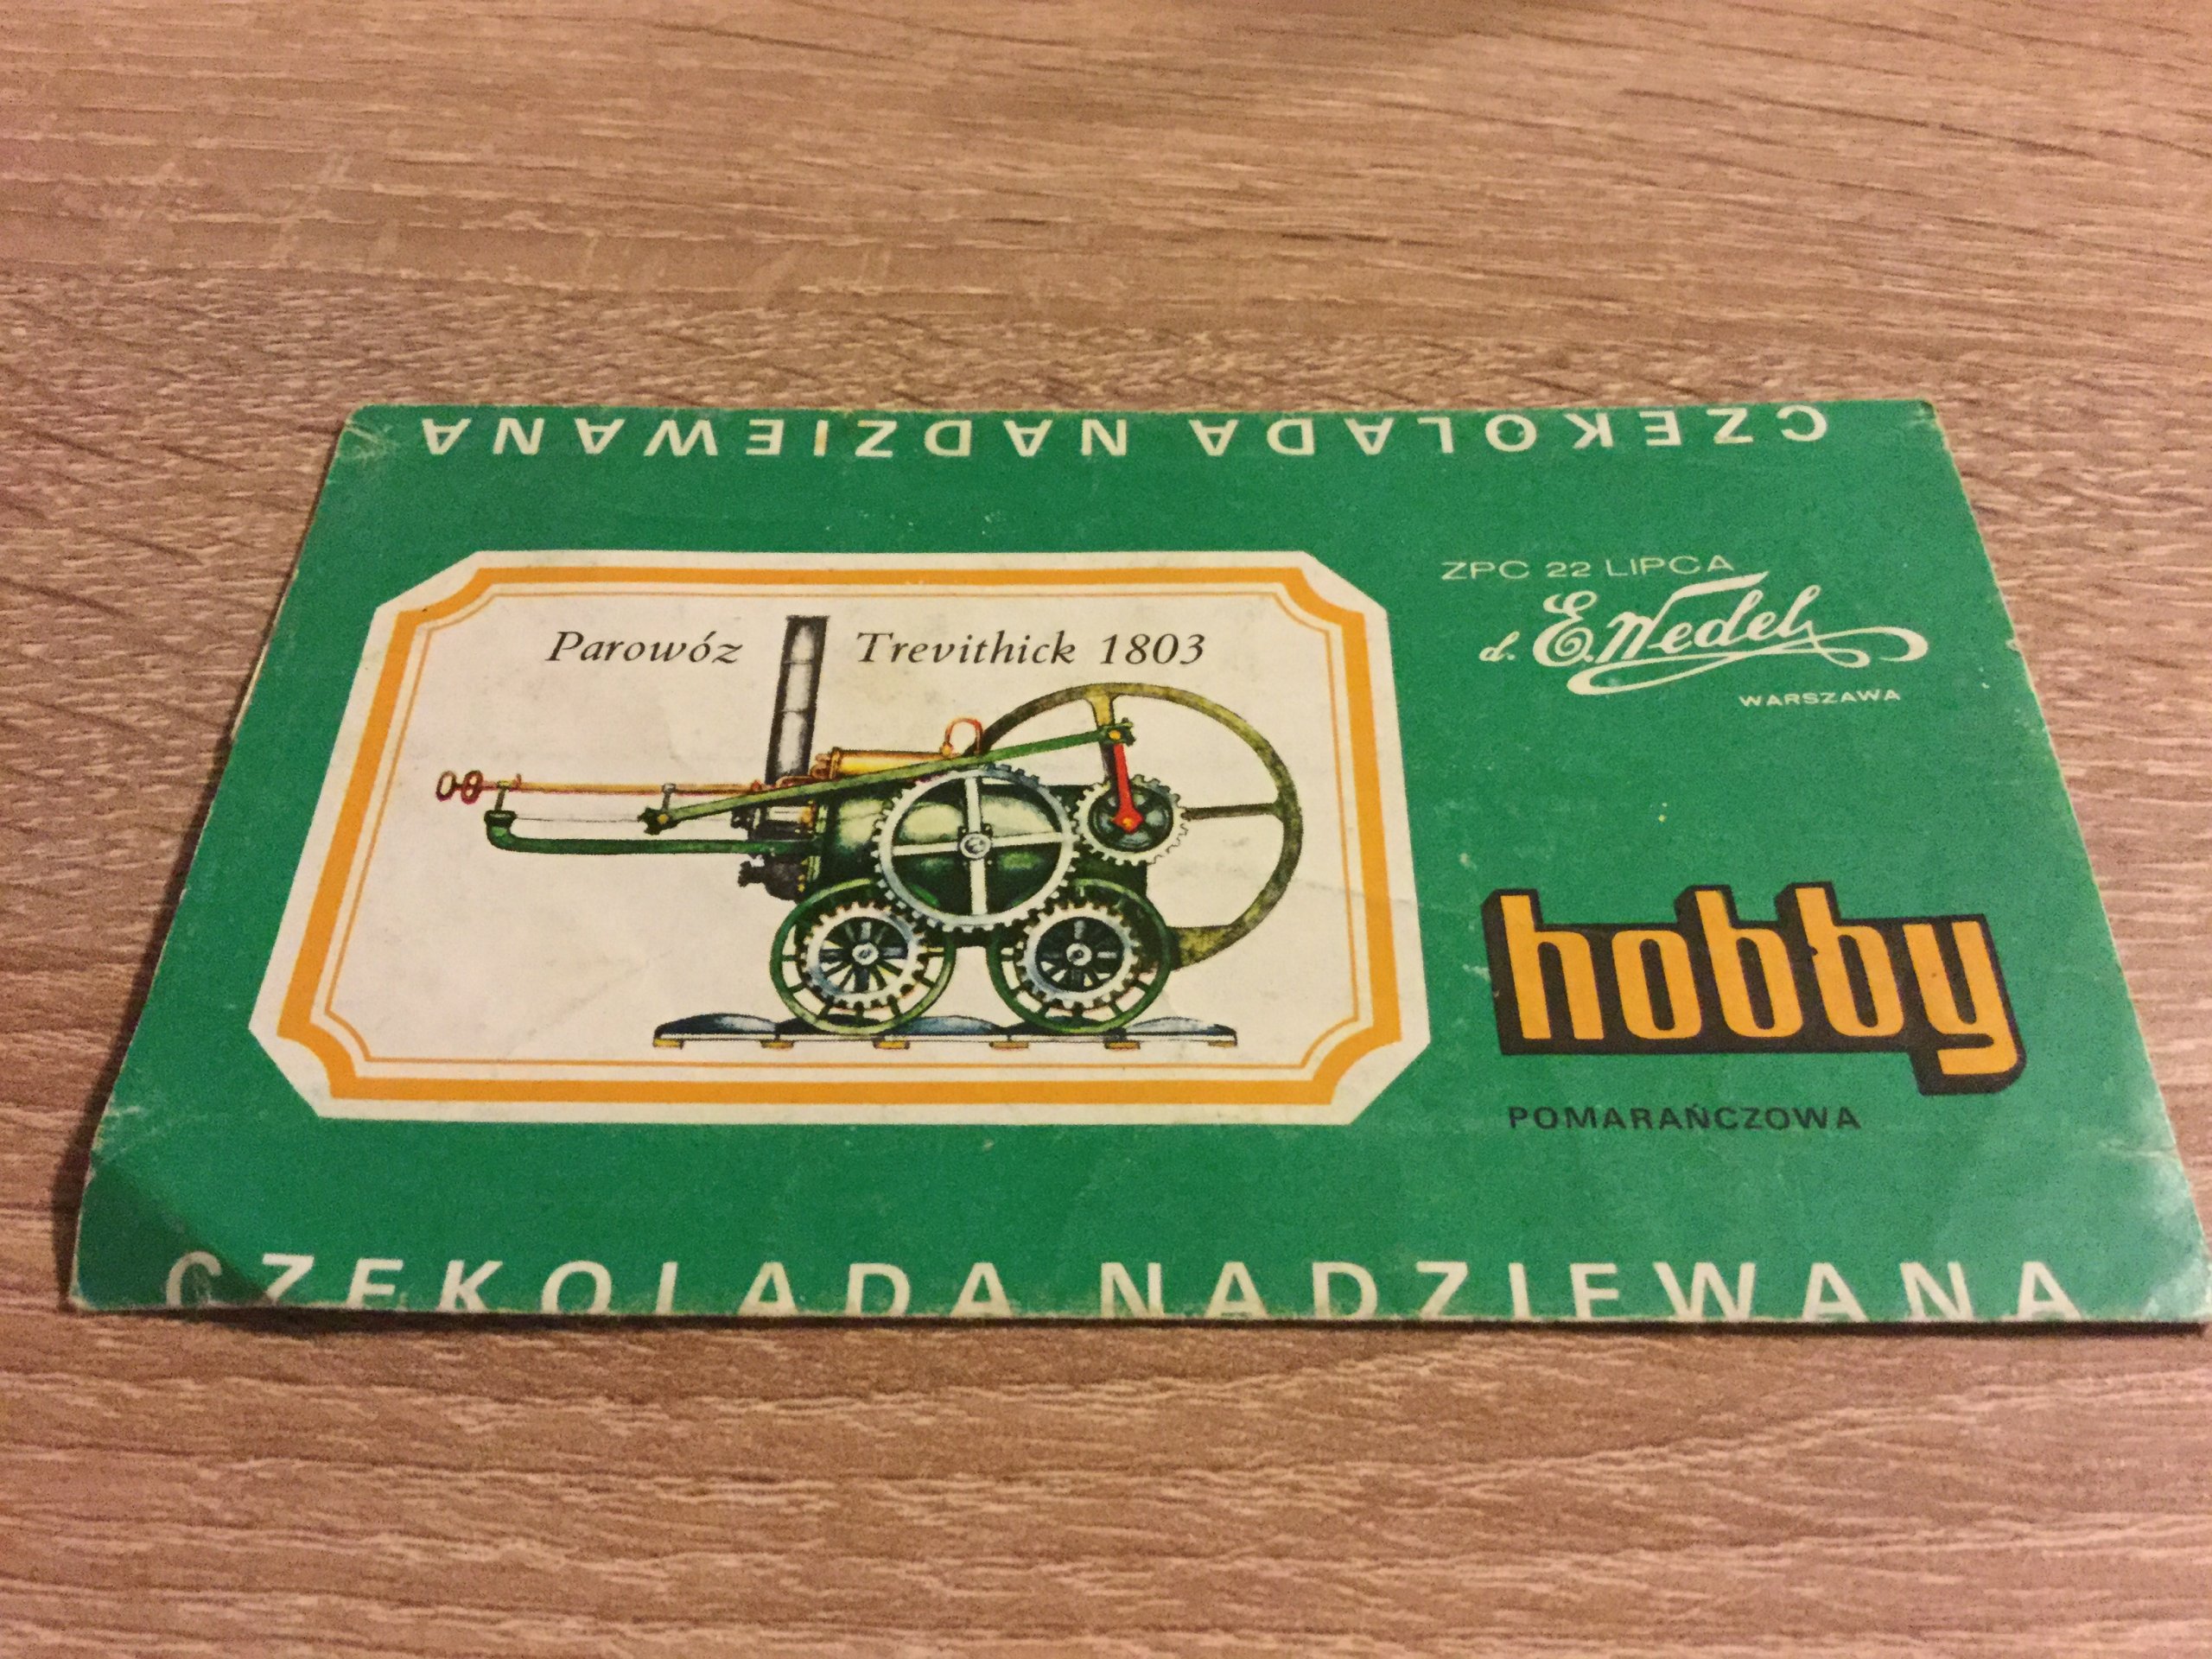 CZEKOLADA NADZIEWANA
ZPC 22 LIPCA
d. E. Wedel
WARSZAWA
Parowóz Trevithick 1803
hobby
POMARAŃCZOWA
CZEKOLADA NADZIEWANA